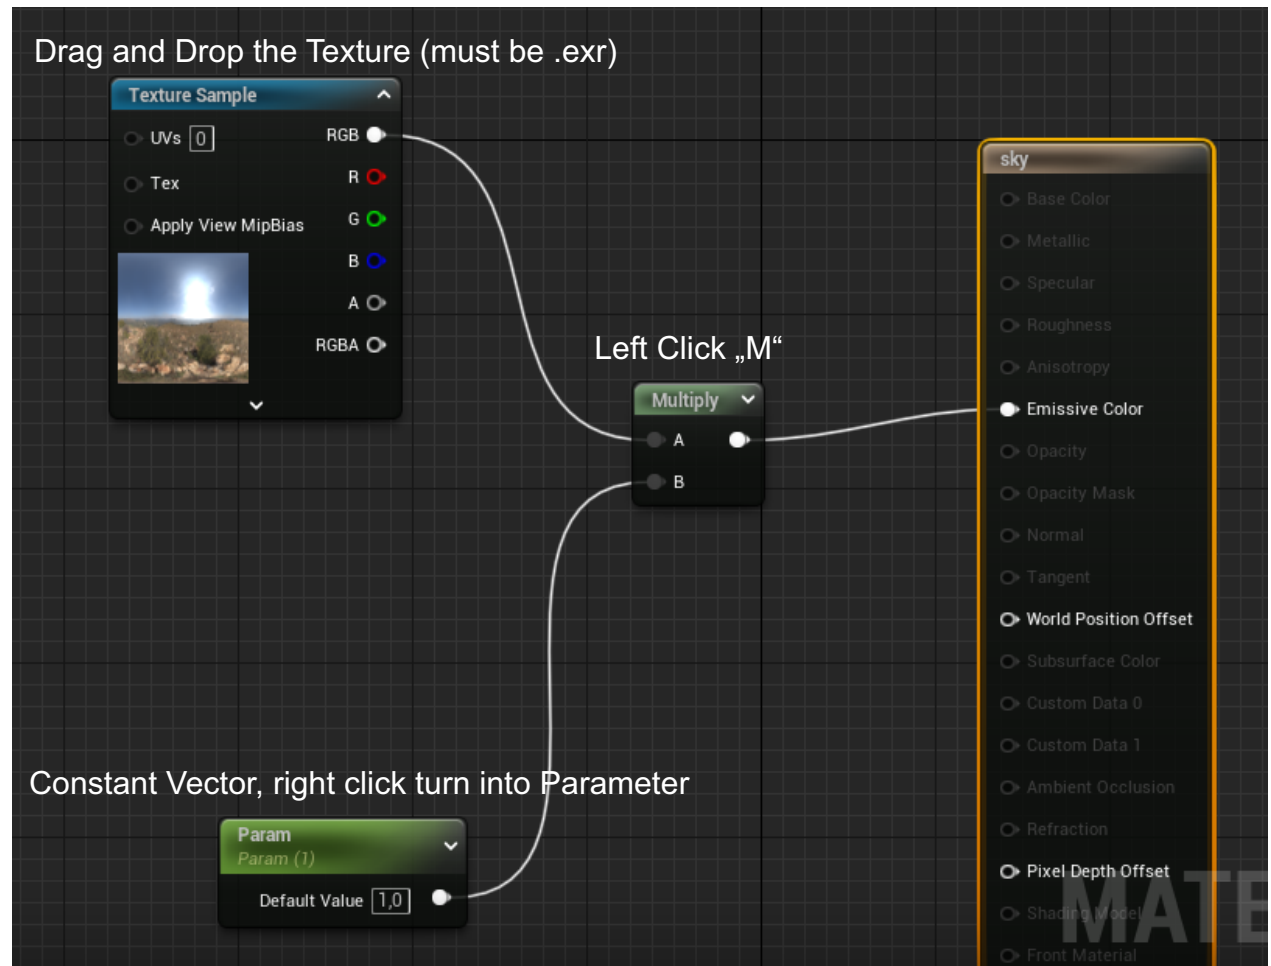 Drag and Drop the Texture (must be .exr)
Texture Sample
UVs 0
RGB
Tex
R
Apply View MipBias
G
B
A
RGBA
Left Click „M“
Multiply
A
B
Constant Vector, right click turn into Parameter
Param
Param (1)
Default Value 1,0
sky
Base Color
Metallic
Specular
Roughness
Anisotropy
Emissive Color
Opacity
Opacity Mask
Normal
Tangent
World Position Offset
Subsurface Color
Custom Data 0
Custom Data 1
Ambient Occlusion
Refraction
Pixel Depth Offset
Shading Model
Front Material
MATE